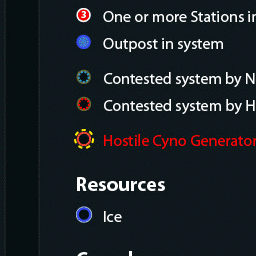 3 One or more Stations in
Outpost in system
Contested system by N
Contested system by H
Hostile Cyno Generator
Resources
Ice